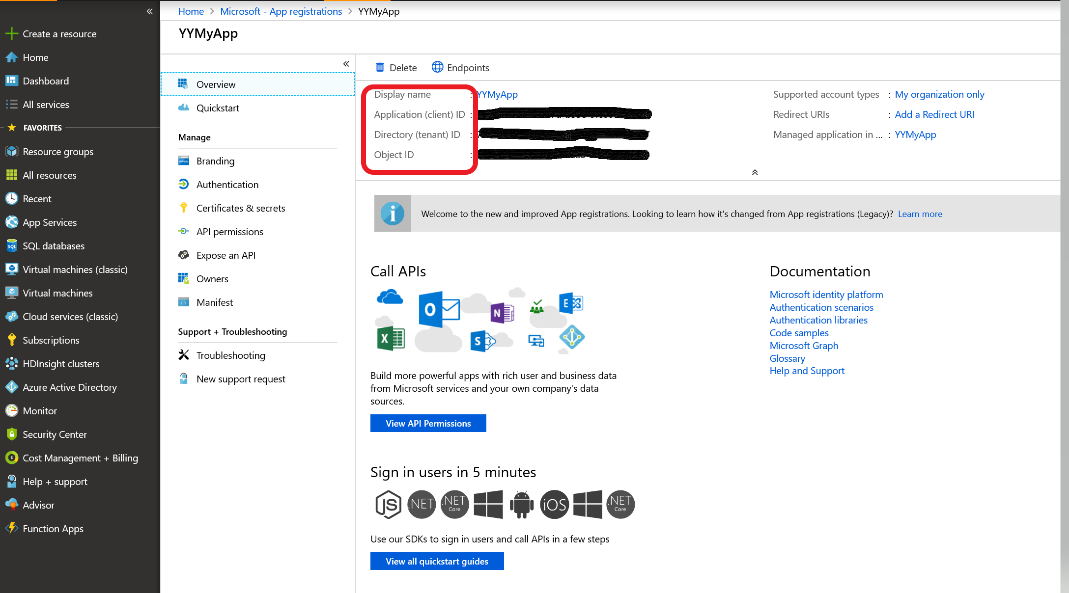 «
Create a resource
Home
Dashboard
All services
FAVORITES
Resource groups
All resources
Recent
App Services
SQL databases
Virtual machines (classic)
Virtual machines
Cloud services (classic)
Subscriptions
HDInsight clusters
Azure Active Directory
Monitor
Security Center
Cost Management + Billing
Help + support
Advisor
Function Apps
Home > Microsoft - App registrations > YYMyApp
YYMyApp
«
Overview
Quickstart
Manage
Branding
Authentication
Certificates & secrets
API permissions
Expose an API
Owners
Manifest
Support + Troubleshooting
Troubleshooting
New support request
Delete Endpoints
Display name : YYMyApp
Application (client) ID :
Directory (tenant) ID :
Object ID :
Supported account types : My organization only
Redirect URIs : Add a Redirect URI
Managed application in ... : YYMyApp
Welcome to the new and improved App registrations. Looking to learn how it's changed from App registrations (Legacy)? Learn more
Call APIs
Build more powerful apps with rich user and business data
from Microsoft services and your own company's data
sources.
View API Permissions
Sign in users in 5 minutes
JS .NET .NET Core iOS .NET Core
Use our SDKs to sign in users and call APIs in a few steps
View all quickstart guides
Documentation
Microsoft identity platform
Authentication scenarios
Authentication libraries
Code samples
Microsoft Graph
Glossary
Help and Support